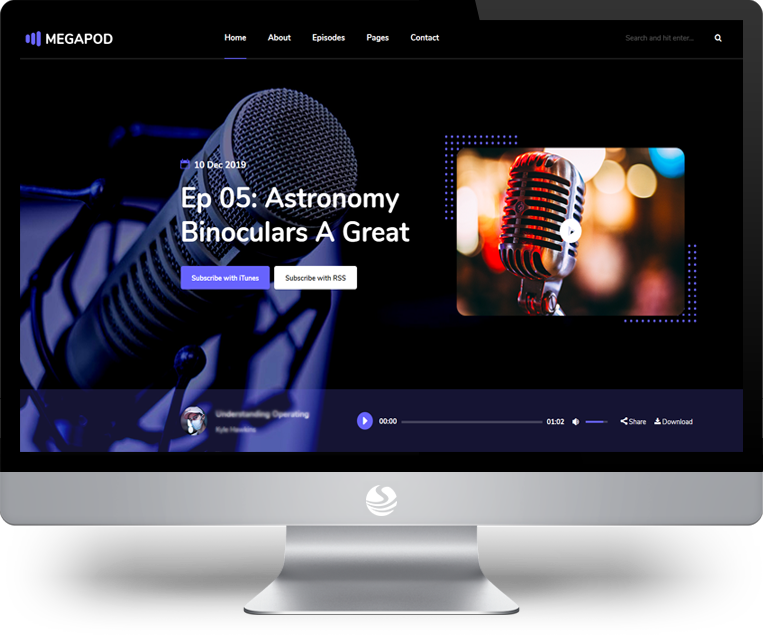 MEGAPOD
Home About Episodes Pages Contact
Search and hit enter...
10 Dec 2019
Ep 05: Astronomy
Binoculars A Great
Subscribe with iTunes Subscribe with RSS
Understanding Operating
Kyle Hawkins
00:00 01:02 Share Download